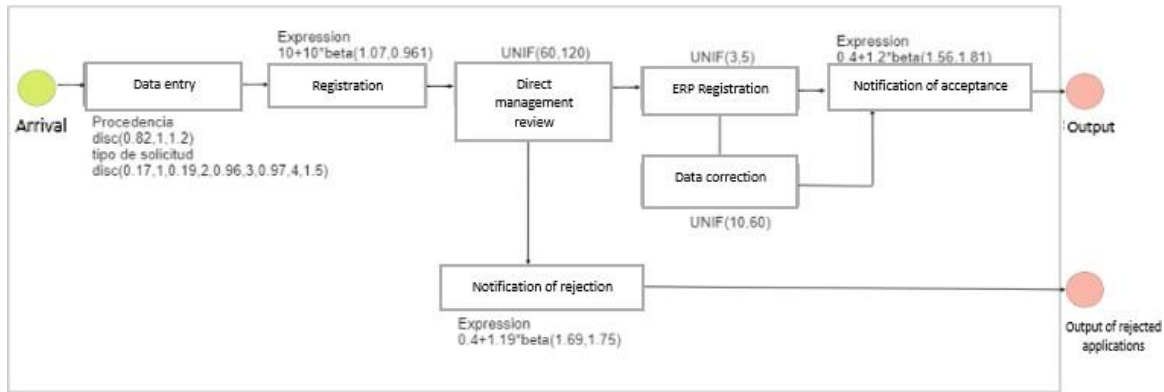 Expression
10+10*beta(1.07,0.961)
UNIF(60,120)
UNIF(3,5)
Expression
0.4+1.2*beta(1.56.1.81)
Data entry
Registration
Direct
management
review
ERP Registration
Notification of acceptance
Arrival
Procedencia
disc(0.82,1,1.2)
tipo de solicitud
disc(0.17,1,0.19,2,0.96,3,0.97,4,1.5)
Output
Data correction
UNIF(10,60)
Notification of rejection
Expression
0.4+1.19*beta(1.69,1.75)
Output of rejected
applications